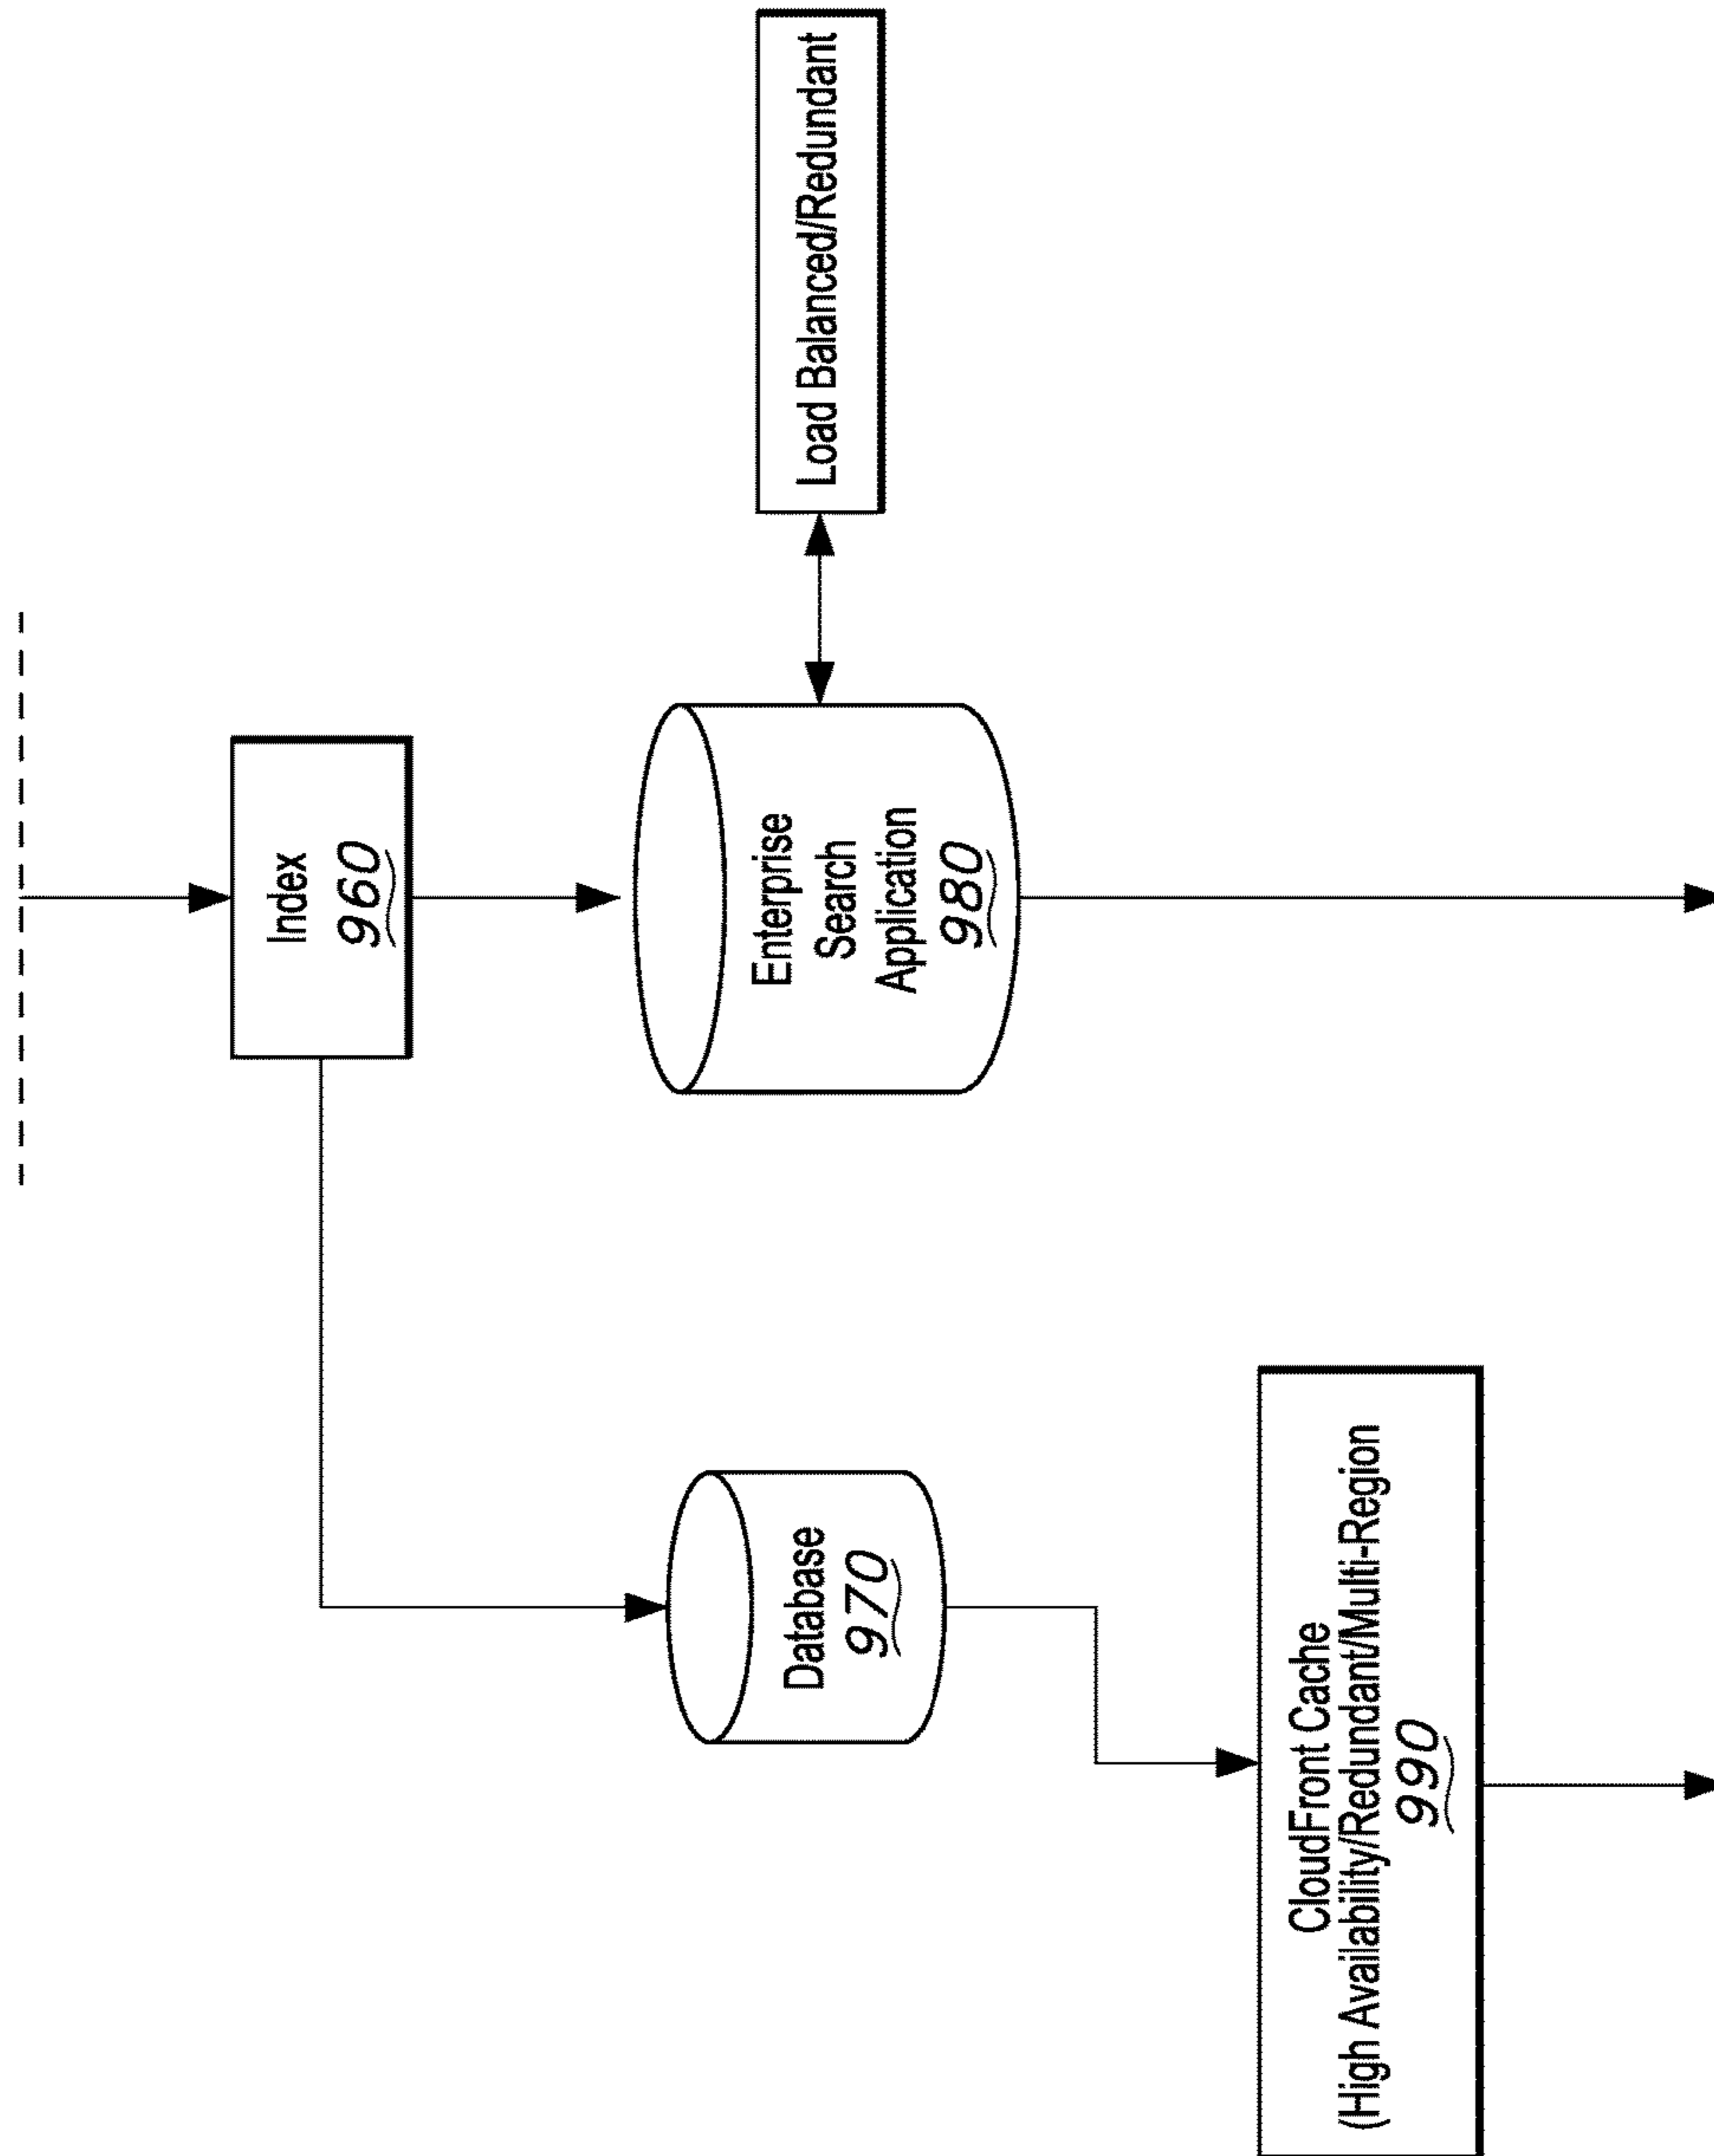 Index
960
Load Balanced/Redundant
Enterprise
Search
Application
980
Database
970
CloudFront Cache
(High Availability/Redundant/Multi-Region
990